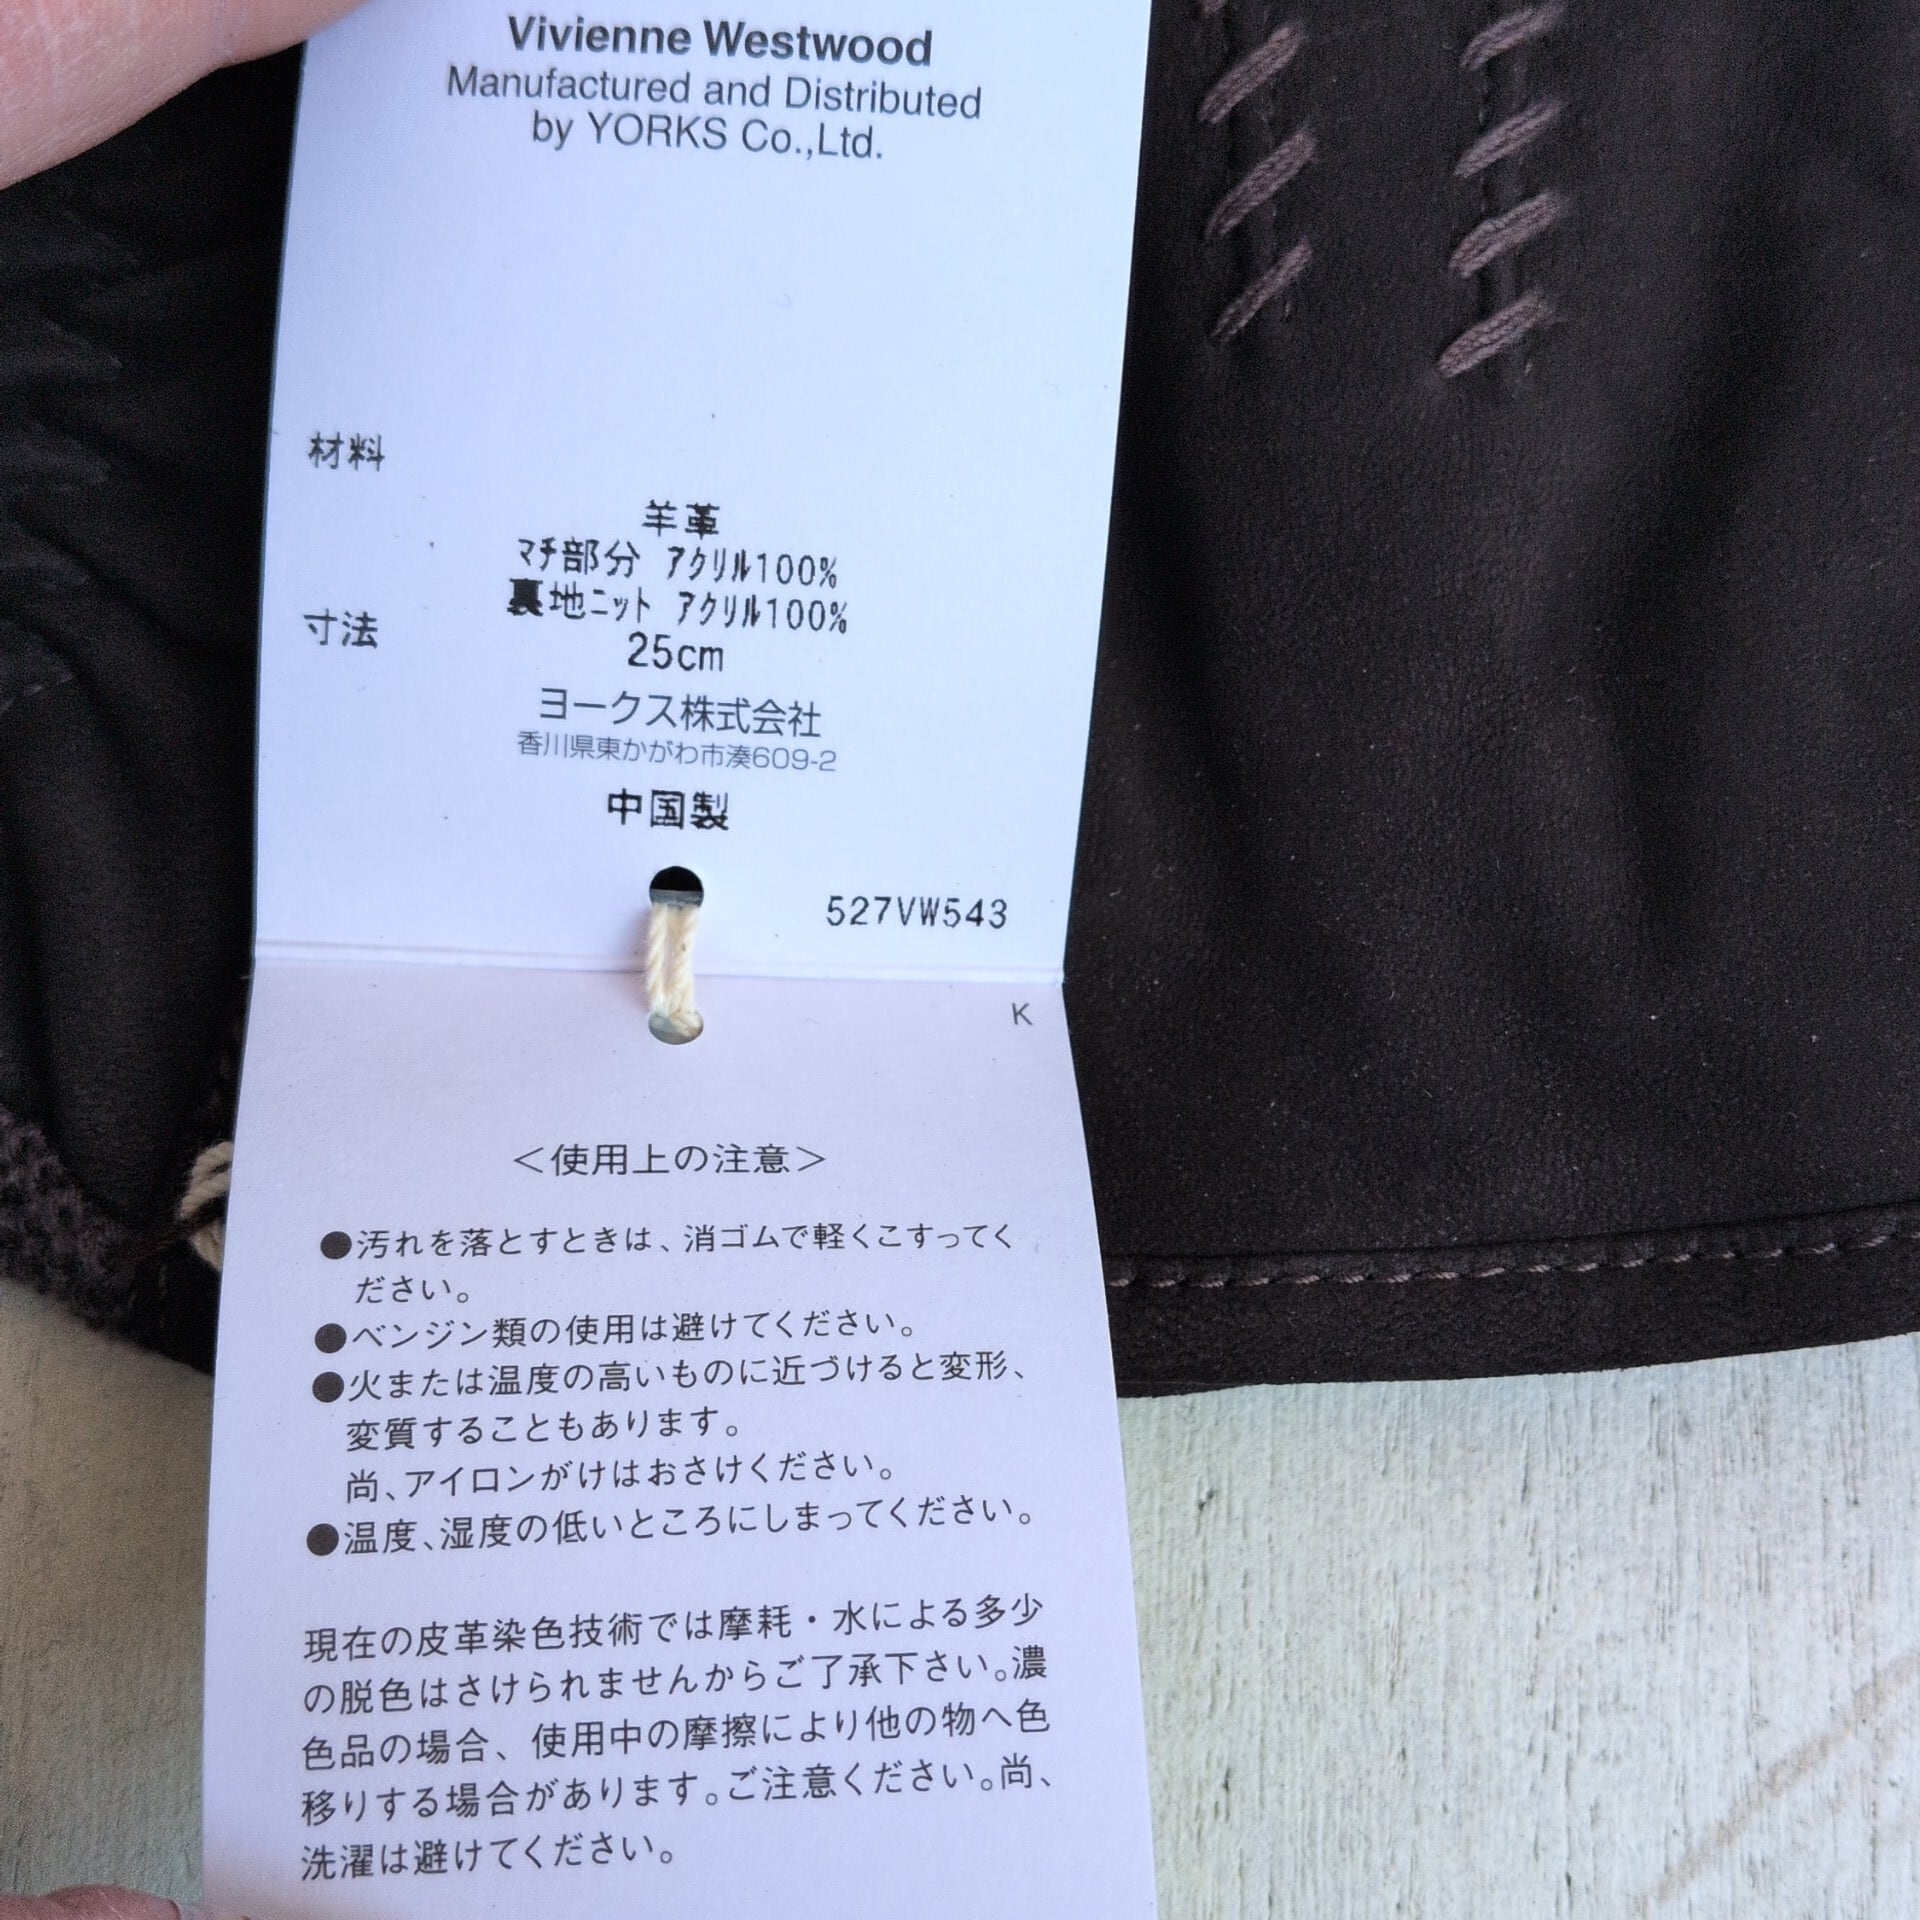 Vivienne Westwood
Manufactured and Distributed
by YORKS Co.,Ltd.
材料
羊革
マチ部分 アクリル100%
裏地ニット アクリル100%
寸法
25cm
ヨークス株式会社
香川県東かがわ市湊609-2
中国製
527VW543
K
＜使用上の注意＞
●汚れを落とすときは、消ゴムで軽くこすってく
ださい。
●ベンジン類の使用は避けてください。
●火または温度の高いものに近づけると変形、
変質することもあります。
尚、アイロンがけはおさけください。
●温度、湿度の低いところにしまってください。
現在の皮革染色技術では摩耗・水による多少
の脱色はさけられませんからご了承下さい。濃
色品の場合、使用中の摩擦により他の物へ色
移りする場合があります。ご注意ください。尚、
洗濯は避けてください。